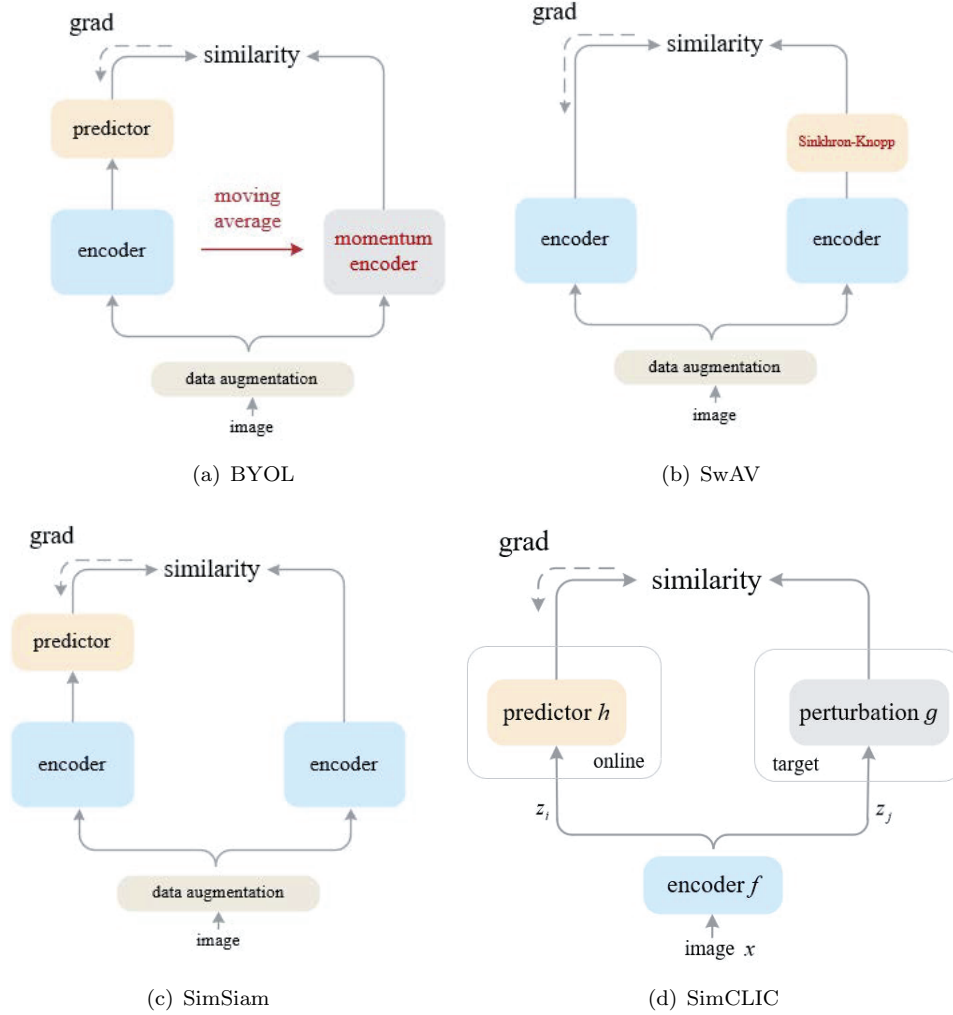 grad
similarity
predictor
moving
average
encoder
momentum
encoder
data augmentation
image
(a) BYOL
grad
similarity
Sinkhron-Knopp
encoder
encoder
data augmentation
image
(b) SwAV
grad
similarity
predictor
encoder
encoder
data augmentation
image
(c) SimSiam
grad
similarity
predictor h
perturbation g
online
target
z_i
z_j
encoder f
image x
(d) SimCLIC